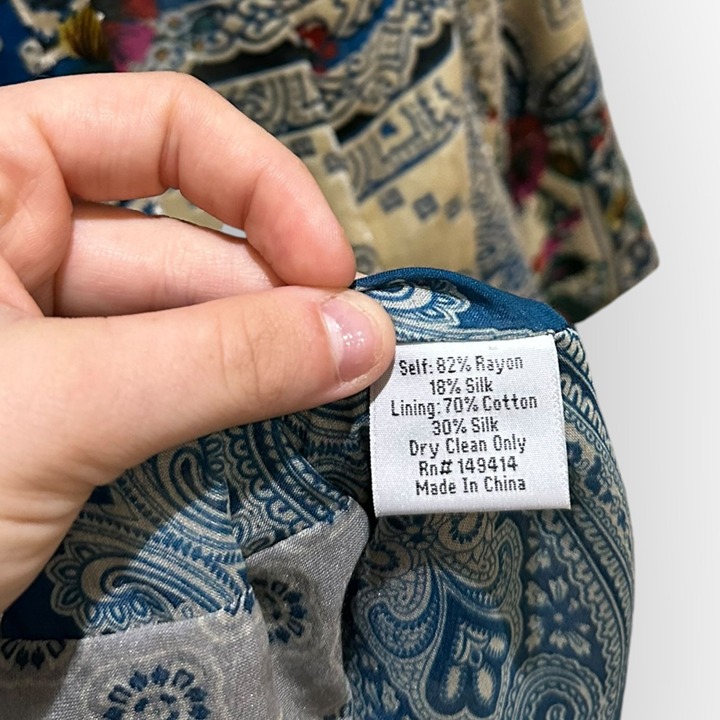 Self: 82% Rayon
18% Silk
Lining: 70% Cotton
30% Silk
Dry Clean Only
Rn# 149414
Made In China